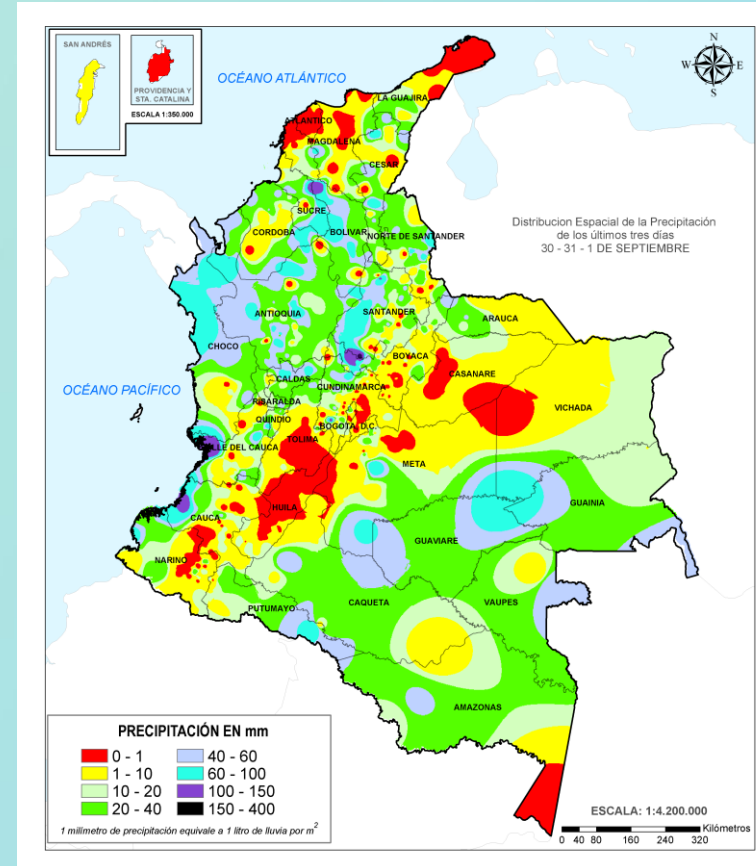 SAN ANDRÉS
PROVIDENCIA Y
STA. CATALINA
ESCALA 1:350.000
OCÉANO ATLÁNTICO
N
W
E
S
LA GUAJIRA
ATLANTICO
MAGDALENA
CESAR
SUCRE
CORDOBA
BOLIVAR
NORTE DE SANTANDER
Distribucion Espacial de la Precipitación
de los últimos tres días
30 - 31 - 1 DE SEPTIEMBRE
ANTIOQUIA
SANTANDER
ARAUCA
CHOCO
BOYACA
CASANARE
OCÉANO PACÍFICO
CALDAS
CUNDINAMARCA
RISARALDA
VICHADA
QUINDIO
BOGOTA, D.C.
TOLIMA
VALLE DEL CAUCA
META
GUAINIA
HUILA
CAUCA
GUAVIARE
NARIÑO
CAQUETA
VAUPES
PUTUMAYO
AMAZONAS
PRECIPITACIÓN EN mm
0 - 1
1 - 10
10 - 20
20 - 40
40 - 60
60 - 100
100 - 150
150 - 400
1 milímetro de precipitación equivale a 1 litro de lluvia por m²
ESCALA: 1:4.200.000
0 40 80 160 240 320 Kilómetros